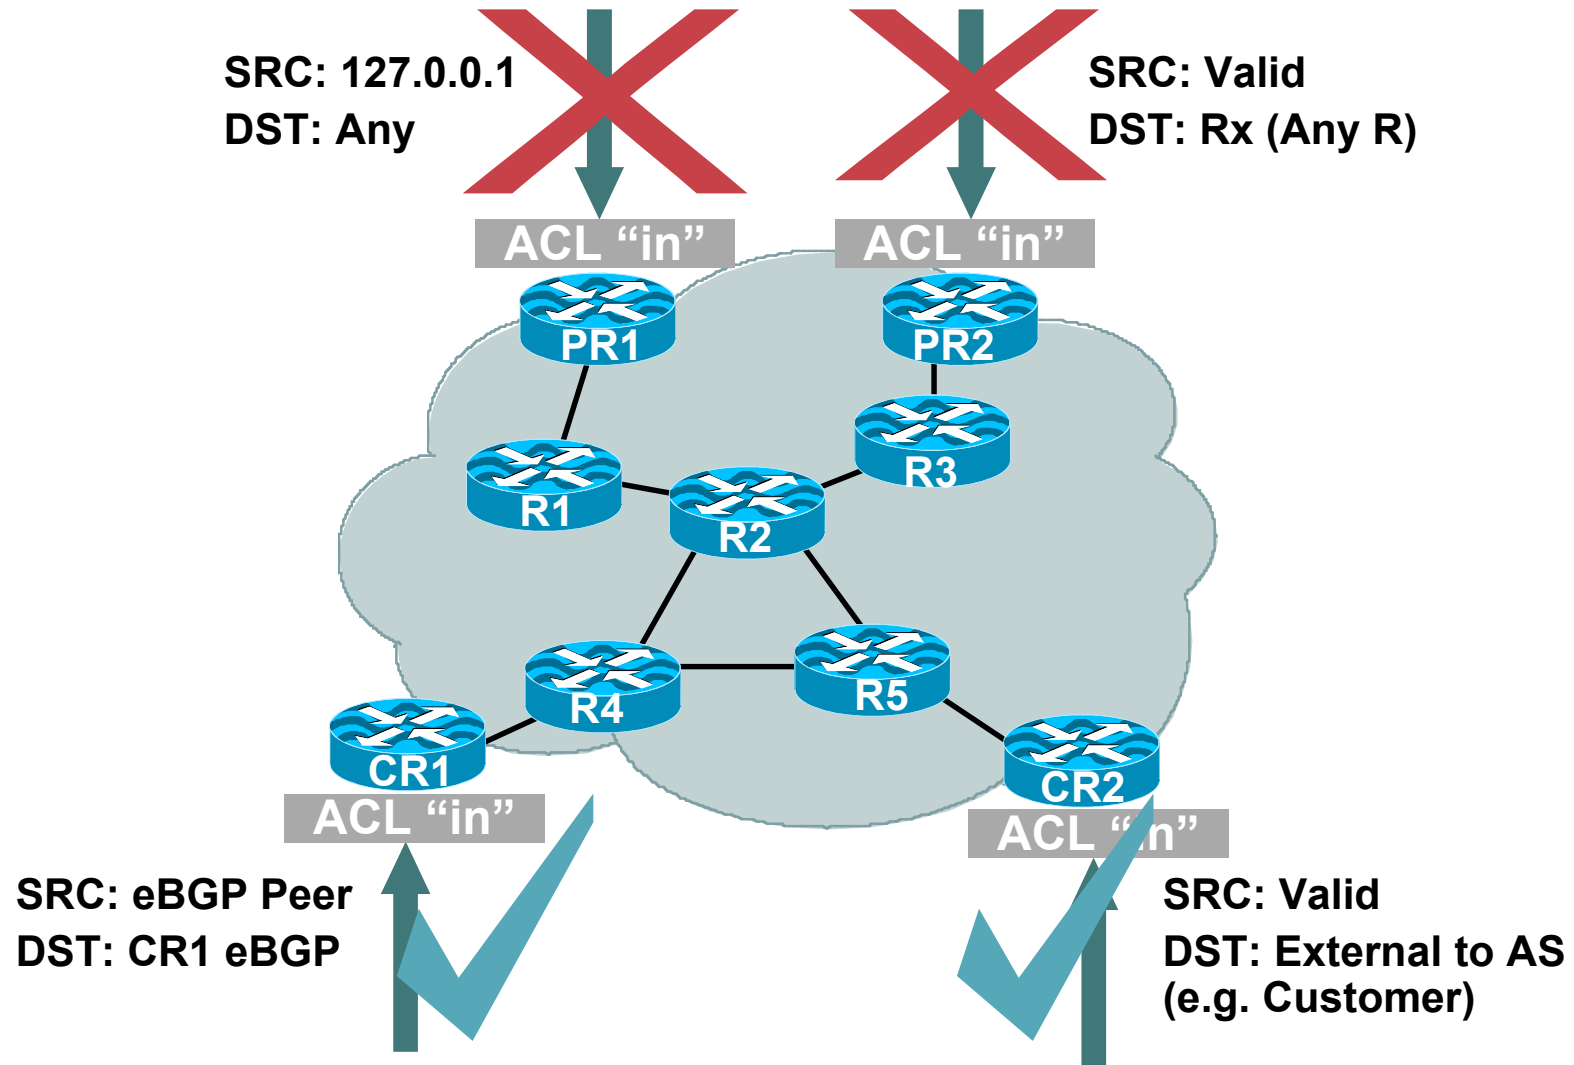 SRC: 127.0.0.1
DST: Any
SRC: Valid
DST: Rx (Any R)
ACL “in”
ACL “in”
PR1
PR2
R3
R1
R2
R4
R5
CR1
CR2
ACL “in”
ACL “in”
SRC: eBGP Peer
DST: CR1 eBGP
SRC: Valid
DST: External to AS
(e.g. Customer)